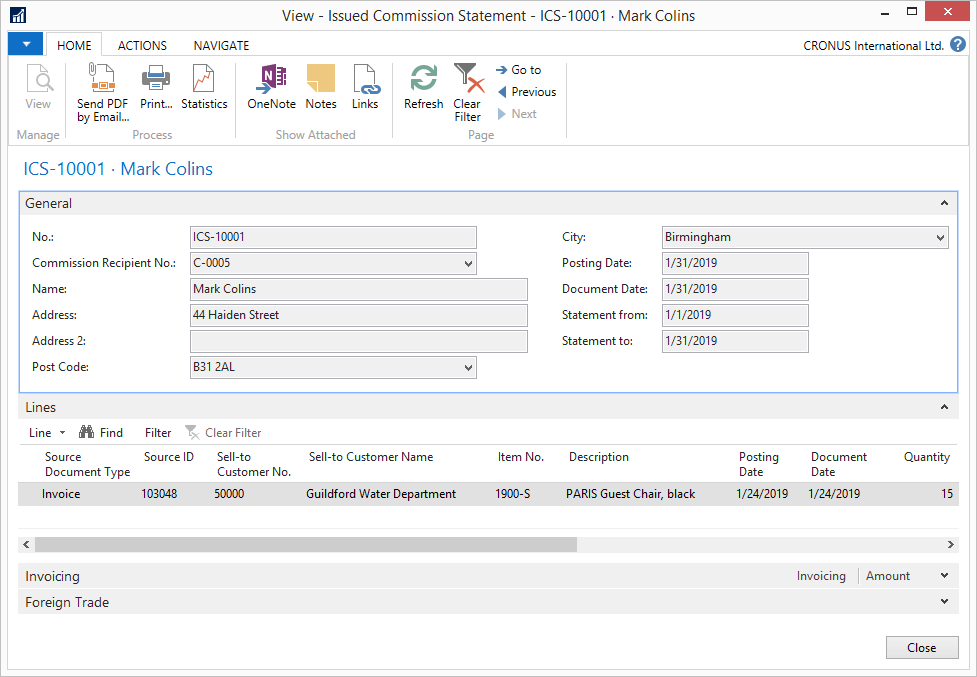 View - Issued Commission Statement - ICS-10001 · Mark Colins
HOME ACTIONS NAVIGATE CRONUS International Ltd. ?
View
Send PDF by Email...
Print...
Statistics
OneNote
Notes
Links
Refresh
Clear Filter
Go to
Previous
Next
Manage Process Show Attached Page
ICS-10001 · Mark Colins
General
No.: ICS-10001 City: Birmingham
Commission Recipient No.: C-0005 Posting Date: 1/31/2019
Name: Mark Colins Document Date: 1/31/2019
Address: 44 Haiden Street Statement from: 1/1/2019
Address 2: Statement to: 1/31/2019
Post Code: B31 2AL
Lines
Line Find Filter Clear Filter
Source Document Type Source ID Sell-to Customer No. Sell-to Customer Name Item No. Description Posting Date Document Date Quantity
Invoice 103048 50000 Guildford Water Department 1900-S PARIS Guest Chair, black 1/24/2019 1/24/2019 15
Invoicing Invoicing Amount
Foreign Trade
Close